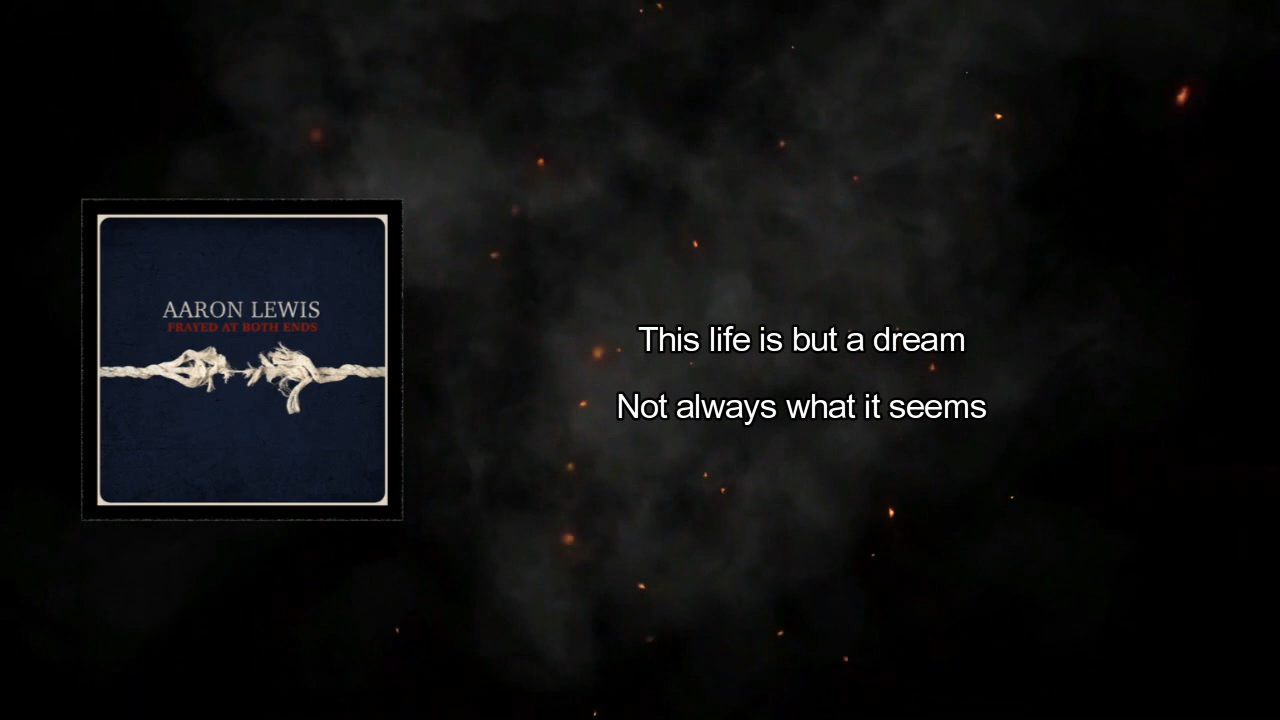 AARON LEWIS
FRAYED AT BOTH ENDS
This life is but a dream
Not always what it seems